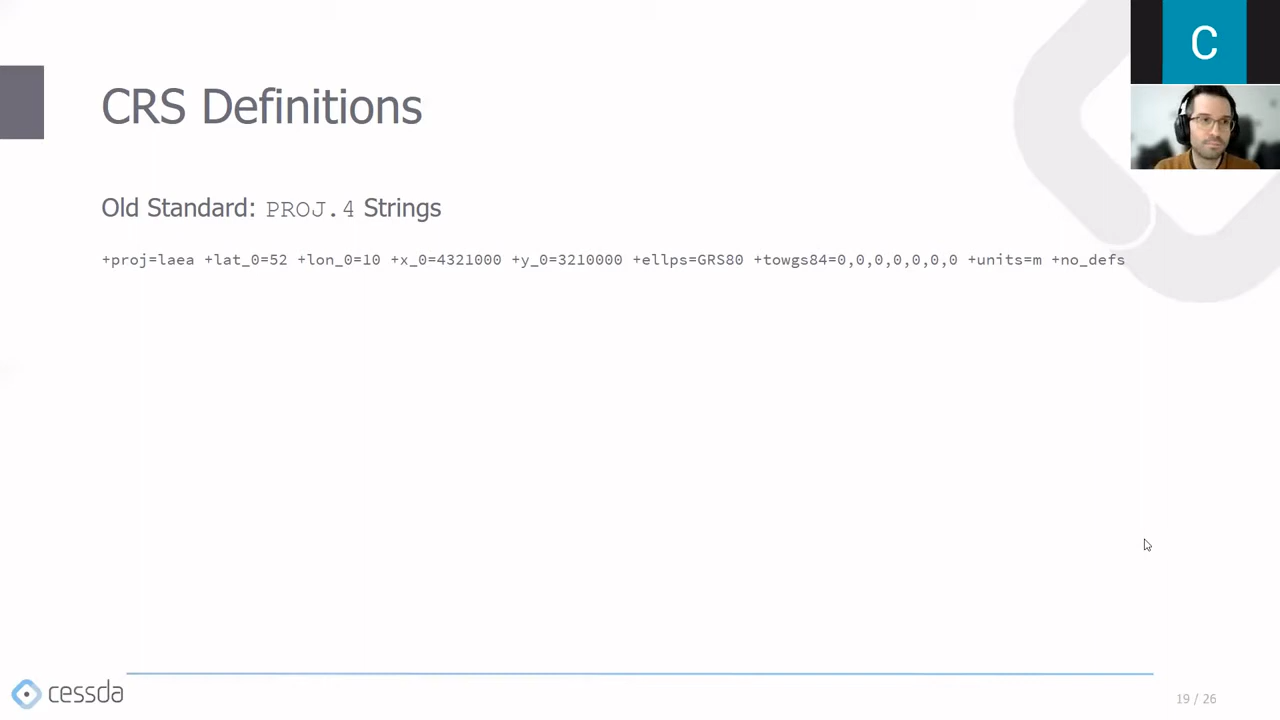 C
CRS Definitions
Old Standard: PROJ.4 Strings
+proj=laea +lat_0=52 +lon_0=10 +x_0=4321000 +y_0=3210000 +ellps=GRS80 +towgs84=0,0,0,0,0,0,0 +units=m +no_defs
cessda
19 / 26